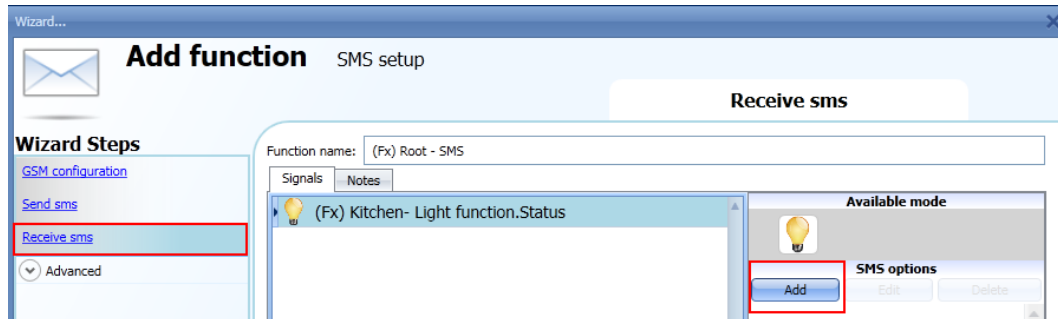 Wizard...
Add function SMS setup
Receive sms
Wizard Steps
GSM configuration
Send sms
Receive sms
Advanced
Function name: (Fx) Root - SMS
Signals Notes
(Fx) Kitchen- Light function.Status
Available mode
SMS options
Add Edit Delete